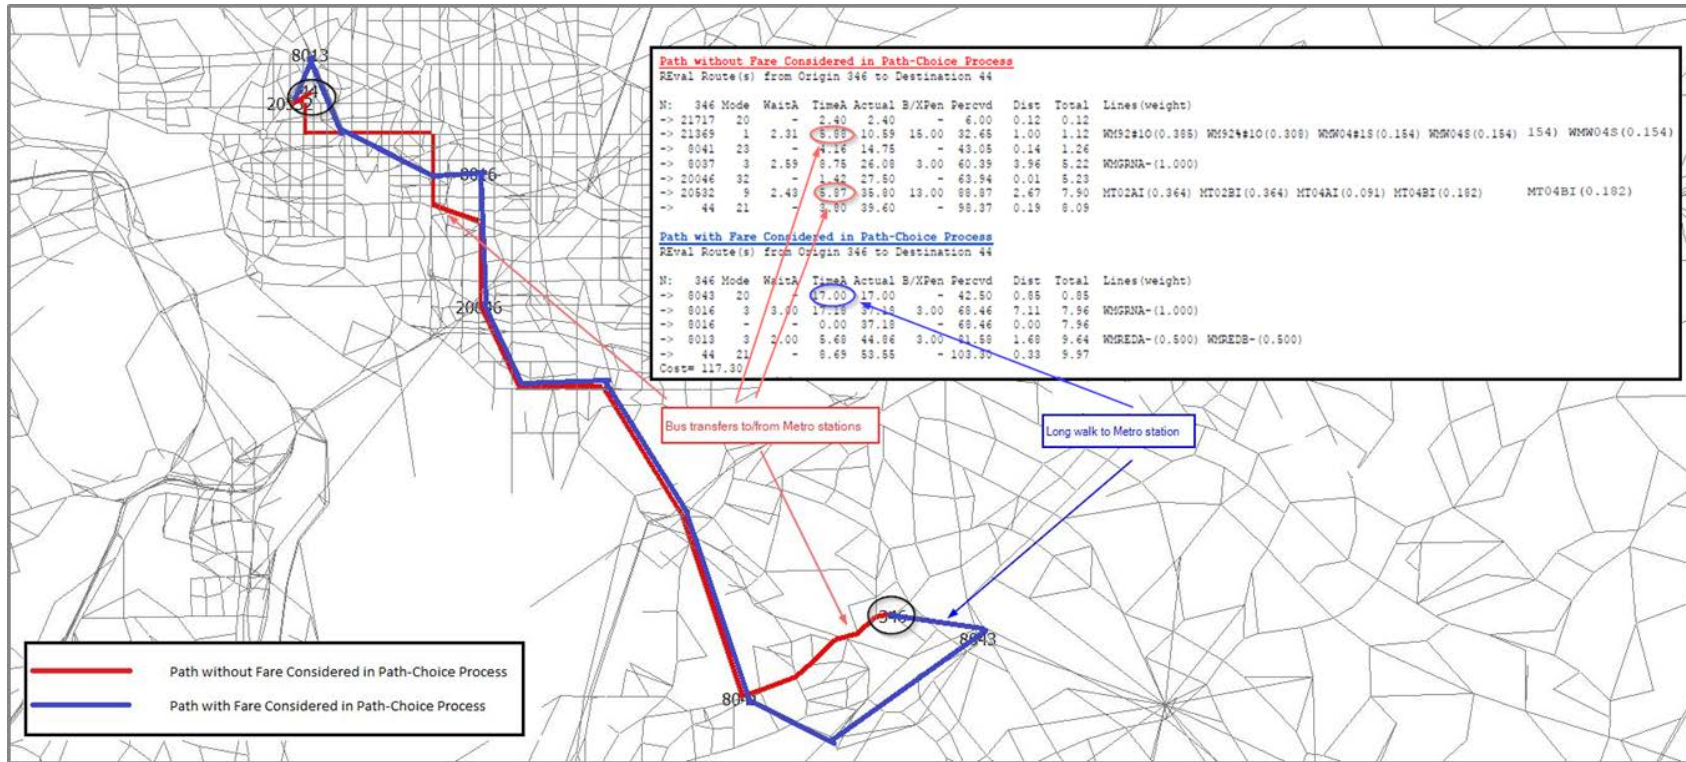 8013
44
20532
8016
20046
346
8043
804
Path without Fare Considered in Path-Choice Process
REval Route(s) from Origin 346 to Destination 44
N: 346 Mode WaitA TimeA Actual B/XPen Percvd Dist Total Lines(weight)
-> 21717 20 - 2.40 2.40 - 6.00 0.12 0.12
-> 21369 1 2.31 5.88 10.59 15.00 32.65 1.00 1.12 WM92#1O(0.385) WM92%#1O(0.308) WMW04#1S(0.154) WMW04S(0.154) 154) WMW04S(0.154)
-> 8041 23 - 4.16 14.75 - 43.05 0.14 1.26
-> 8037 3 2.59 8.75 26.08 3.00 60.39 3.96 5.22 WMGRNA-(1.000)
-> 20046 32 - 1.42 27.50 - 63.94 0.01 5.23
-> 20532 9 2.43 5.87 35.80 13.00 88.87 2.67 7.90 MT02AI(0.364) MT02BI(0.364) MT04AI(0.091) MT04BI(0.182) MT04BI(0.182)
-> 44 21 - 3.80 39.60 - 98.37 0.19 8.09
Path with Fare Considered in Path-Choice Process
REval Route(s) from Origin 346 to Destination 44
N: 346 Mode WaitA TimeA Actual B/XPen Percvd Dist Total Lines(weight)
-> 8043 20 - 17.00 17.00 - 42.50 0.85 0.85
-> 8016 3 3.00 17.18 37.18 3.00 68.46 7.11 7.96 WMGRNA-(1.000)
-> 8016 - - 0.00 37.18 - 68.46 0.00 7.96
-> 8013 3 2.00 5.68 44.86 3.00 81.58 1.68 9.64 WMREDA-(0.500) WMREDB-(0.500)
-> 44 21 - 8.69 53.55 - 103.30 0.33 9.97
Cost= 117.30
Bus transfers to/from Metro stations
Long walk to Metro station
Path without Fare Considered in Path-Choice Process
Path with Fare Considered in Path-Choice Process